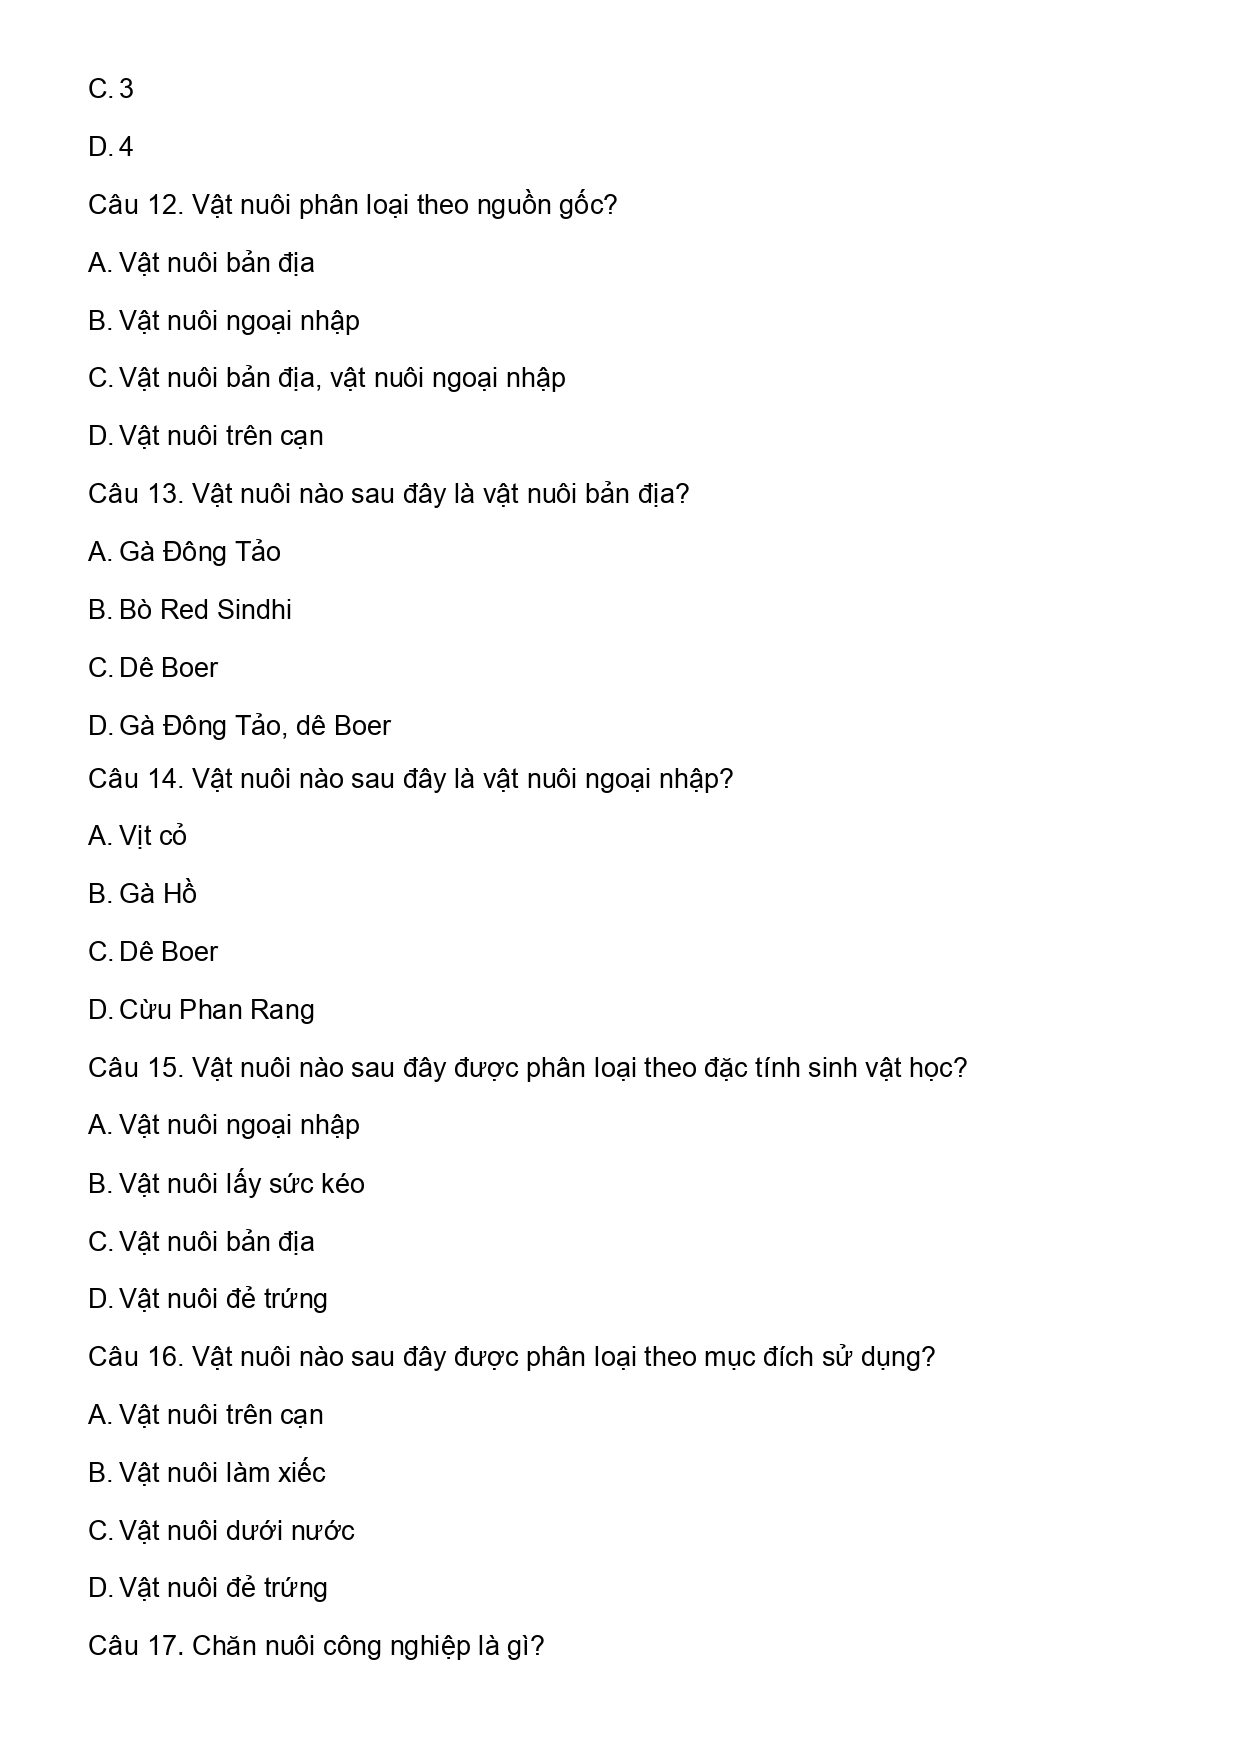 C. 3
D. 4
Câu 12. Vật nuôi phân loại theo nguồn gốc?
A. Vật nuôi bản địa
B. Vật nuôi ngoại nhập
C. Vật nuôi bản địa, vật nuôi ngoại nhập
D. Vật nuôi trên cạn
Câu 13. Vật nuôi nào sau đây là vật nuôi bản địa?
A. Gà Đông Tảo
B. Bò Red Sindhi
C. Dê Boer
D. Gà Đông Tảo, dê Boer
Câu 14. Vật nuôi nào sau đây là vật nuôi ngoại nhập?
A. Vịt cỏ
B. Gà Hồ
C. Dê Boer
D. Cừu Phan Rang
Câu 15. Vật nuôi nào sau đây được phân loại theo đặc tính sinh vật học?
A. Vật nuôi ngoại nhập
B. Vật nuôi lấy sức kéo
C. Vật nuôi bản địa
D. Vật nuôi đẻ trứng
Câu 16. Vật nuôi nào sau đây được phân loại theo mục đích sử dụng?
A. Vật nuôi trên cạn
B. Vật nuôi làm xiếc
C. Vật nuôi dưới nước
D. Vật nuôi đẻ trứng
Câu 17. Chăn nuôi công nghiệp là gì?